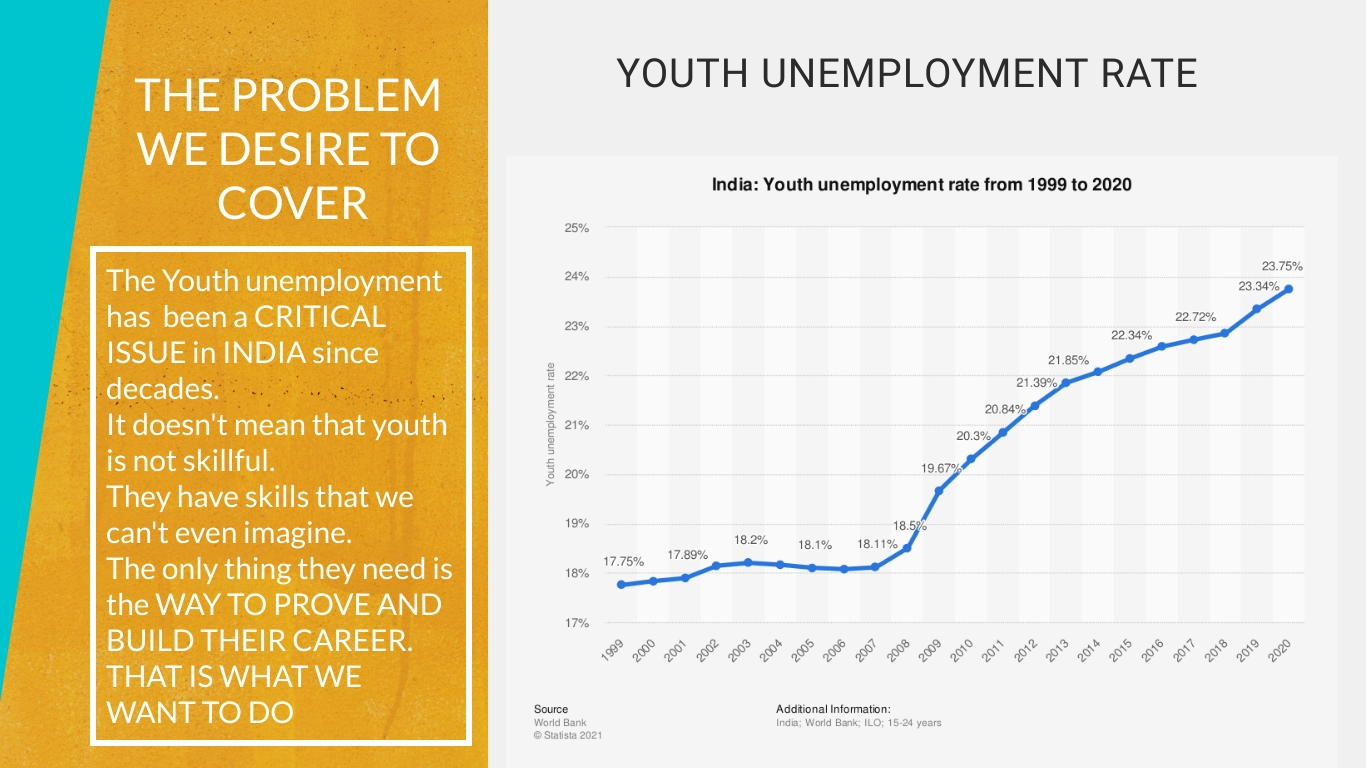 THE PROBLEM
WE DESIRE TO
COVER
The Youth unemployment
has  been a CRITICAL
ISSUE in INDIA since
decades.
It doesn't mean that youth
is not skillful.
They have skills that we
can't even imagine.
The only thing they need is
the WAY TO PROVE AND
BUILD THEIR CAREER.
THAT IS WHAT WE
WANT TO DO
YOUTH UNEMPLOYMENT RATE
India: Youth unemployment rate from 1999 to 2020
Youth unemployment rate
25%
24%
23%
22%
21%
20%
19%
18%
17%
17.75%
17.89%
18.2%
18.1%
18.11%
18.5%
19.67%
20.3%
20.84%
21.39%
21.85%
22.34%
22.72%
23.34%
23.75%
1999 2000 2001 2002 2003 2004 2005 2006 2007 2008 2009 2010 2011 2012 2013 2014 2015 2016 2017 2018 2019 2020
Source
World Bank
© Statista 2021
Additional Information:
India; World Bank; ILO; 15-24 years